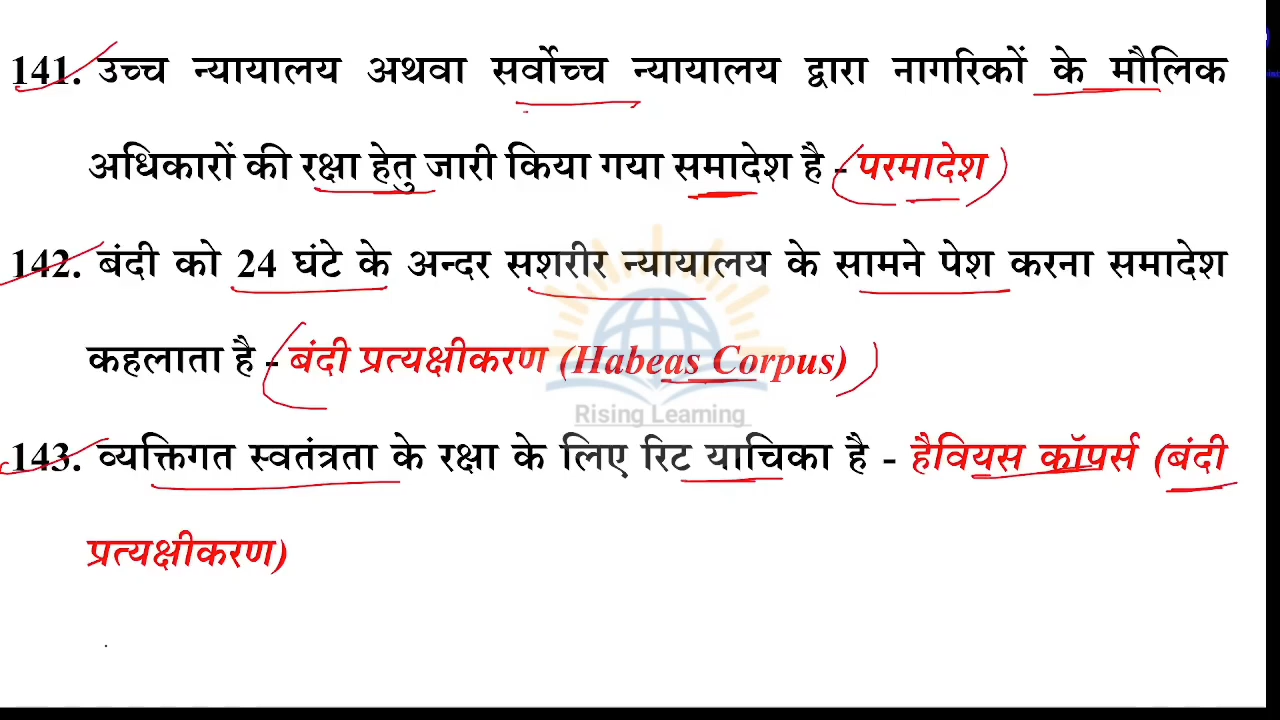 141. उच्च न्यायालय अथवा सर्वोच्च न्यायालय द्वारा नागरिकों के मौलिक
अधिकारों की रक्षा हेतु जारी किया गया समादेश है - परमादेश
142. बंदी को 24 घंटे के अन्दर सशरीर न्यायालय के सामने पेश करना समादेश
कहलाता है - बंदी प्रत्यक्षीकरण (Habeas Corpus)
Rising Learning
143. व्यक्तिगत स्वतंत्रता के रक्षा के लिए रिट याचिका है - हैवियस कॉपर्स (बंदी
प्रत्यक्षीकरण)